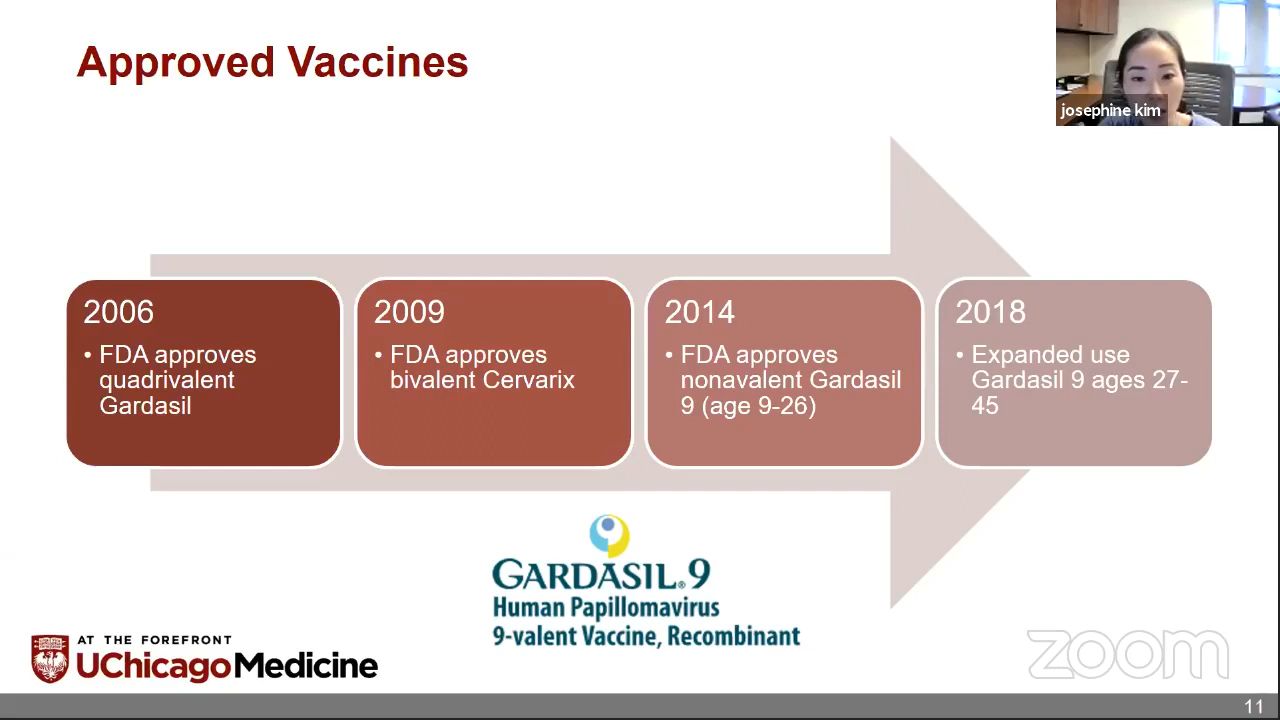 Approved Vaccines
josephine kim
2006
• FDA approves
quadrivalent
Gardasil
2009
• FDA approves
bivalent Cervarix
2014
• FDA approves
nonavalent Gardasil
9 (age 9-26)
2018
• Expanded use
Gardasil 9 ages 27-
45
GARDASIL®9
Human Papillomavirus
9-valent Vaccine, Recombinant
AT THE FOREFRONT
UChicago Medicine
zoom
11